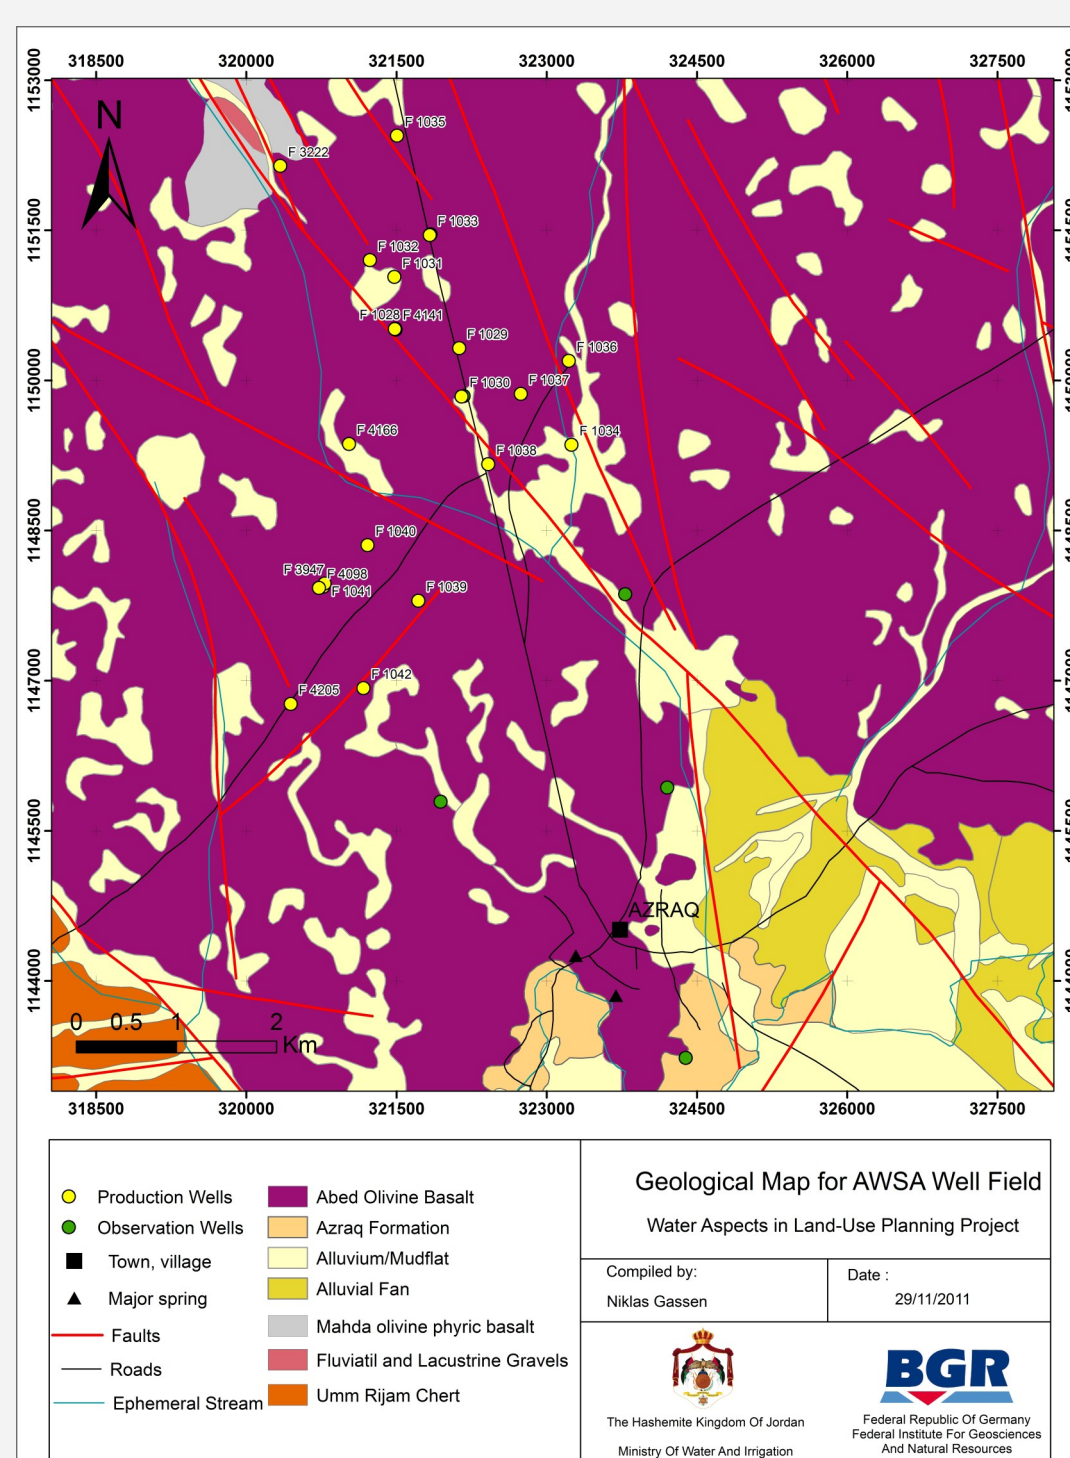 318500 320000 321500 323000 324500 326000 327500
1153000
1151500
1150000
1148500
1147000
1145500
1144000
N
F 1035
F 3222
F 1033
F 1032
F 1031
F 1028 F 4141
F 1029
F 1036
F 1037
F 1030
F 4166
F 1034
F 1038
F 1040
F 3947 F 4098
F 1041
F 1039
F 1042
F 4205
AZRAQ
0 0.5 1 2
Km
1151500
1150000
1148500
1147000
1145500
1144000
318500 320000 321500 323000 324500 326000 327500
Production Wells
Observation Wells
Town, village
Major spring
Faults
Roads
Ephemeral Stream
Abed Olivine Basalt
Azraq Formation
Alluvium/Mudflat
Alluvial Fan
Mahda olivine phyric basalt
Fluviatil and Lacustrine Gravels
Umm Rijam Chert
Geological Map for AWSA Well Field
Water Aspects in Land-Use Planning Project
Compiled by:
Niklas Gassen
Date :
29/11/2011
The Hashemite Kingdom Of Jordan
Ministry Of Water And Irrigation
BGR
Federal Republic Of Germany
Federal Institute For Geosciences
And Natural Resources